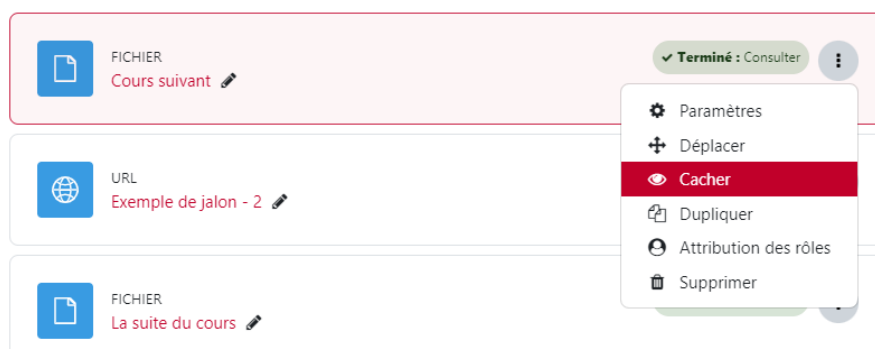 FICHIER
Cours suivant
✔ Terminé : Consulter
Paramètres
Déplacer
Cacher
Dupliquer
Attribution des rôles
Supprimer
URL
Exemple de jalon - 2
FICHIER
La suite du cours